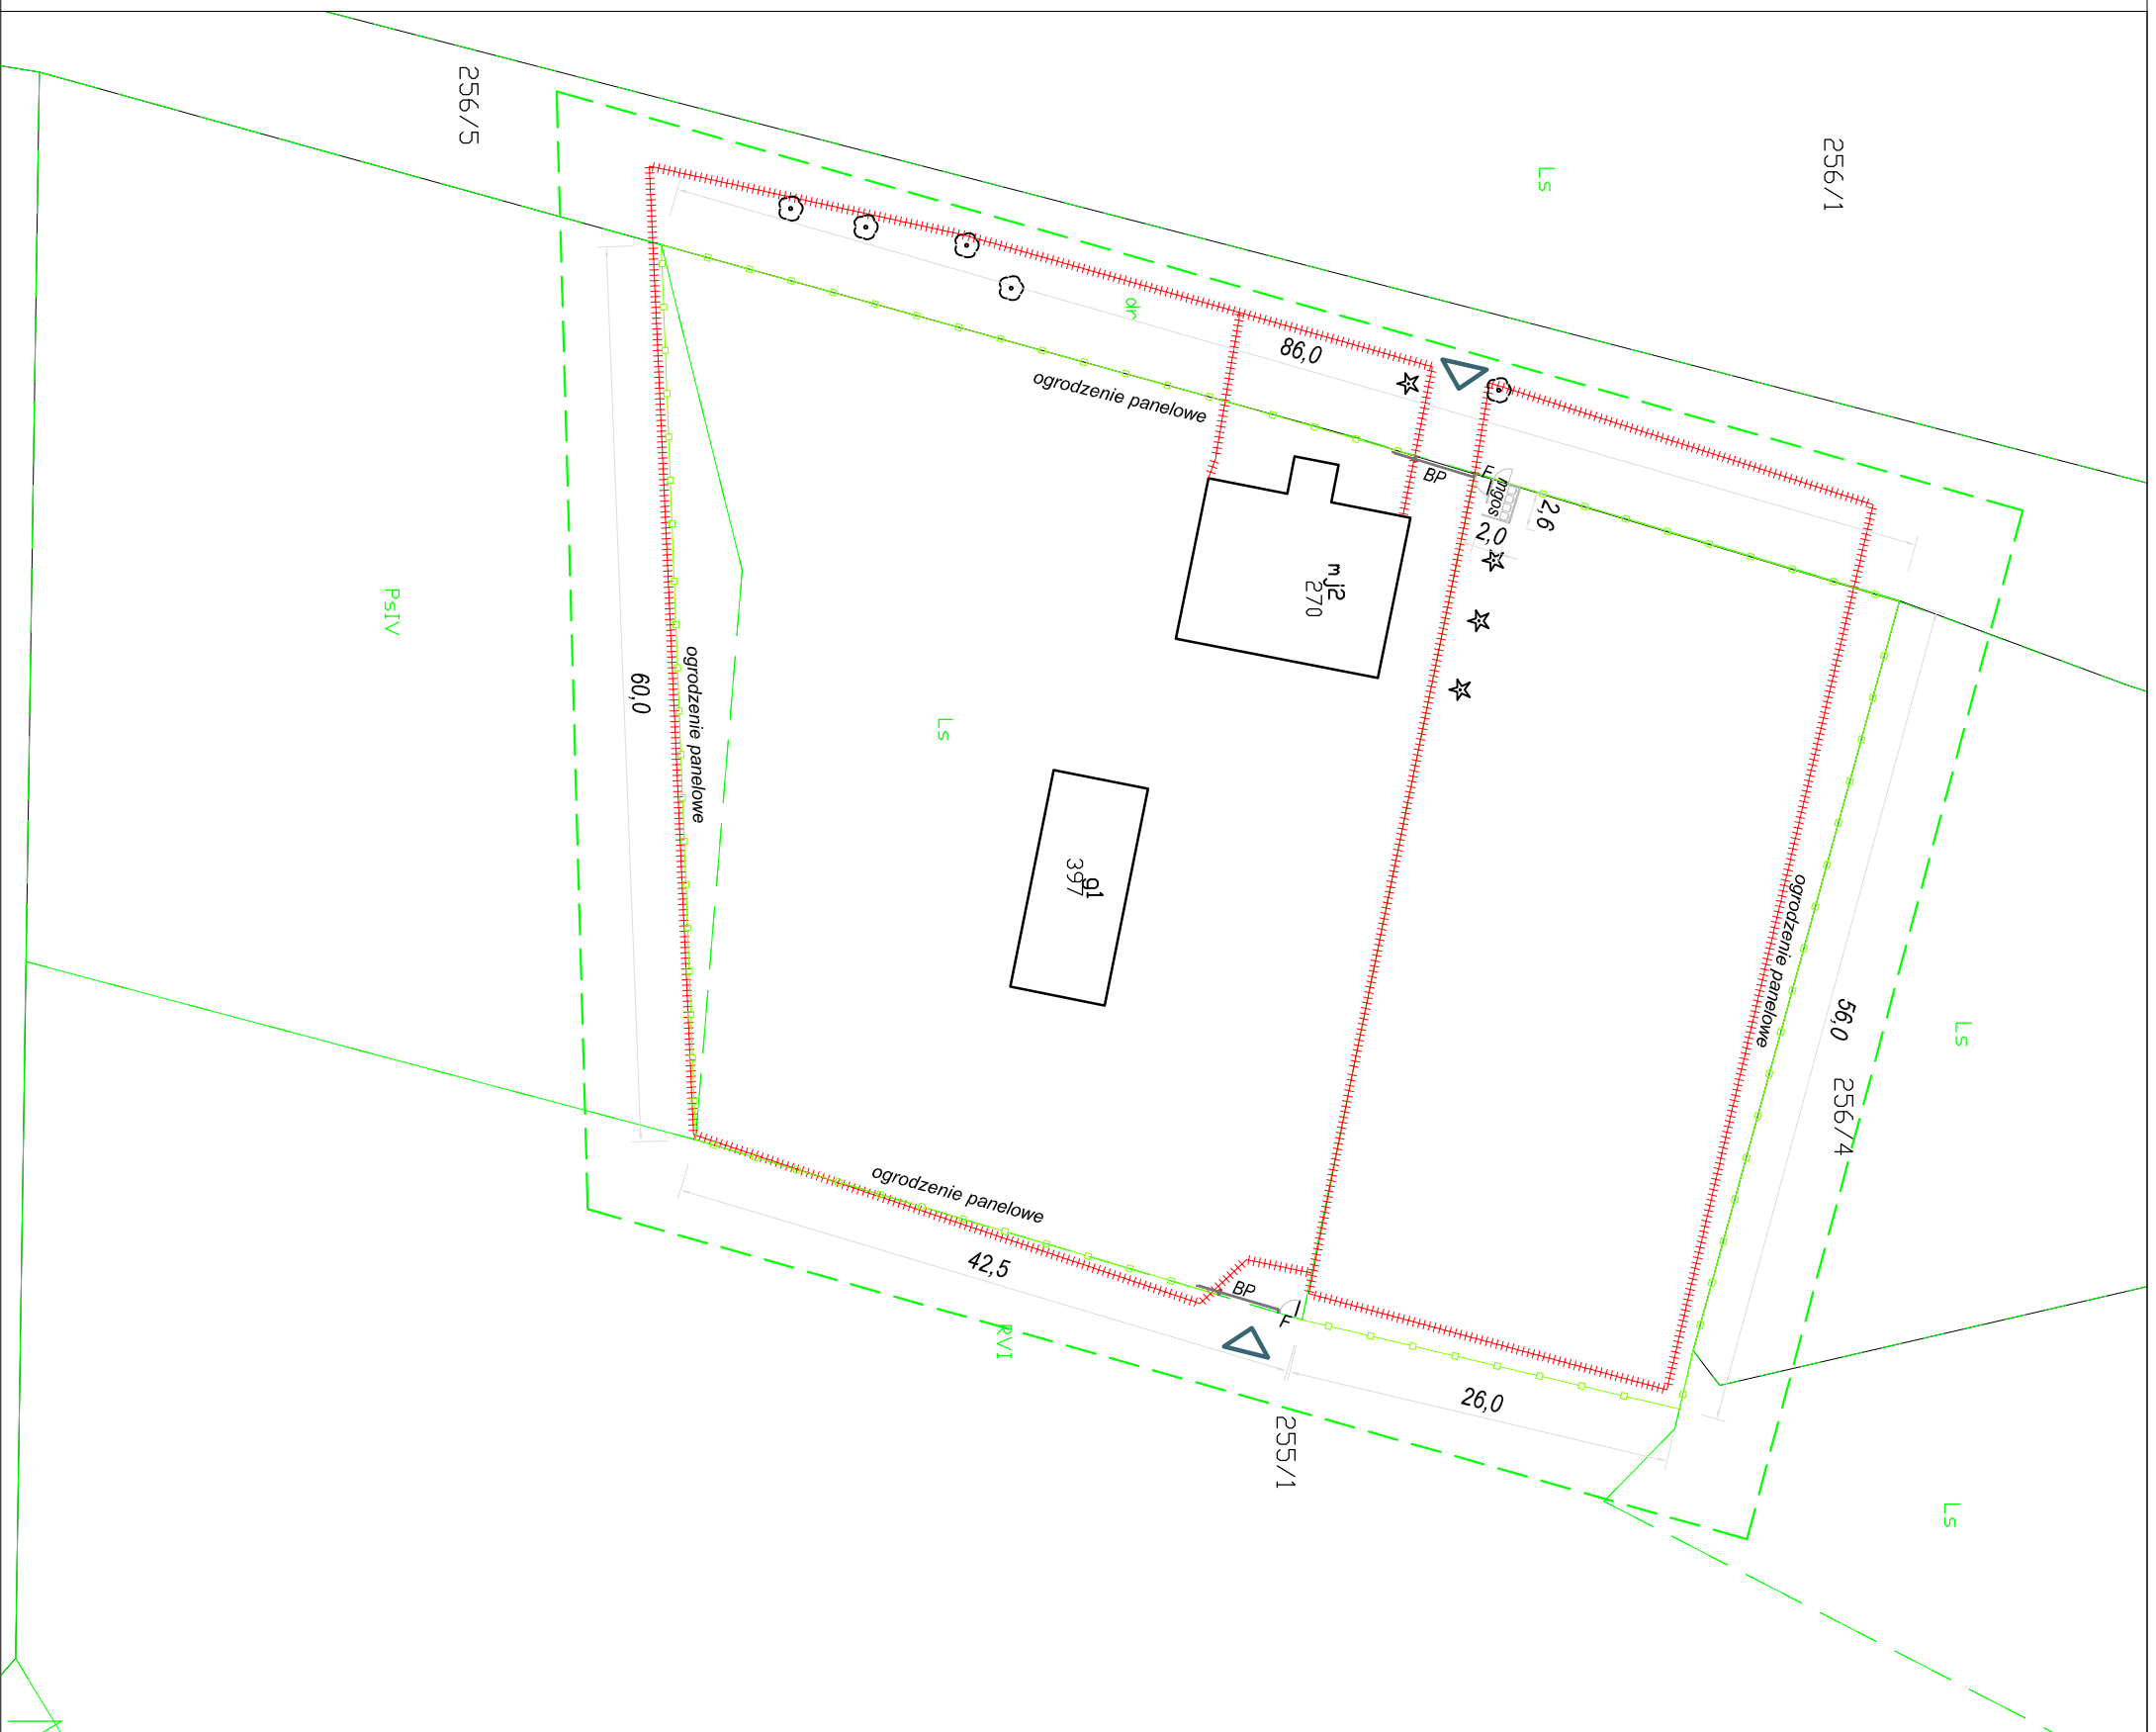 256/5
256/1
Ls
dr
86,0
ogrodzenie panelowe
BP
F
mgos
2,6
2,0
mj2
270
PsIV
60,0
ogrodzenie panelowe
Ls
g1
397
ogrodzenie panelowe
56,0
Ls
256/4
ogrodzenie panelowe
42,5
BP
F
RVI
26,0
255/1
Ls